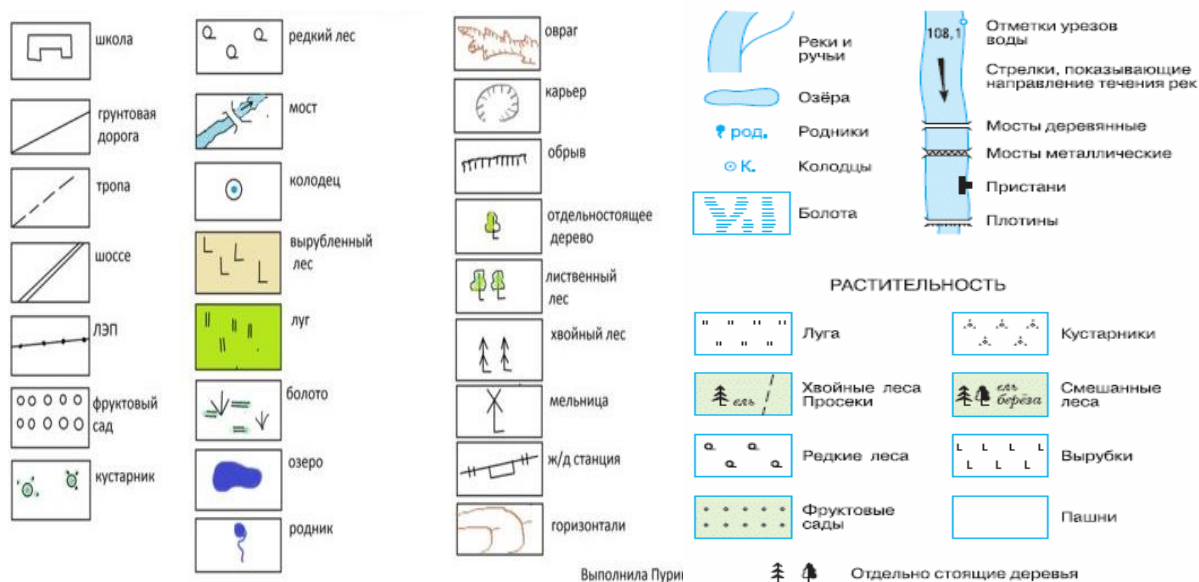 школа
грунтовая
дорога
тропа
шоссе
ЛЭП
фруктовый
сад
кустарник
редкий лес
мост
колодец
вырубленный
лес
луг
болото
озеро
родник
овраг
карьер
обрыв
отдельностоящее
дерево
лиственный
лес
хвойный лес
мельница
ж/д станция
горизонтали
Выполнила Пури
Реки и
ручьи
Озёра
род. Родники
К. Колодцы
Болота
108,1
Отметки урезов
воды
Стрелки, показывающие
направление течения рек
Мосты деревянные
Мосты металлические
Пристани
Плотины
РАСТИТЕЛЬНОСТЬ
Луга
Кустарники
ель
Хвойные леса
Просеки
ель
берёза
Смешанные
леса
Редкие леса
Вырубки
Фруктовые
сады
Пашни
Отдельно стоящие деревья